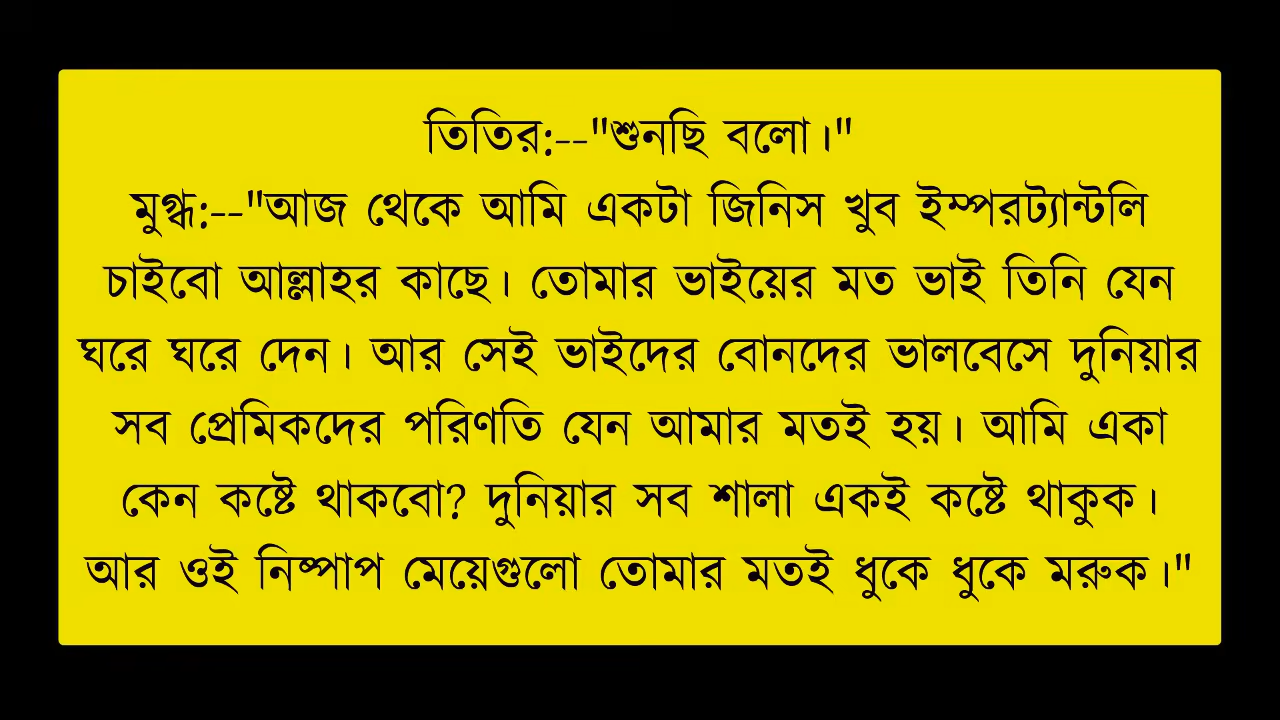 তিতির:--"শুনছি বলো।"
মুগ্ধ:--"আজ থেকে আমি একটা জিনিস খুব ইম্পরট্যান্টলি
চাইবো আল্লাহর কাছে। তোমার ভাইয়ের মত ভাই তিনি যেন
ঘরে ঘরে দেন। আর সেই ভাইদের বোনদের ভালবেসে দুনিয়ার
সব প্রেমিকদের পরিণতি যেন আমার মতই হয়। আমি একা
কেন কষ্টে থাকবো? দুনিয়ার সব শালা একই কষ্টে থাকুক।
আর ওই নিষ্পাপ মেয়েগুলো তোমার মতই ধুকে ধুকে মরুক।"